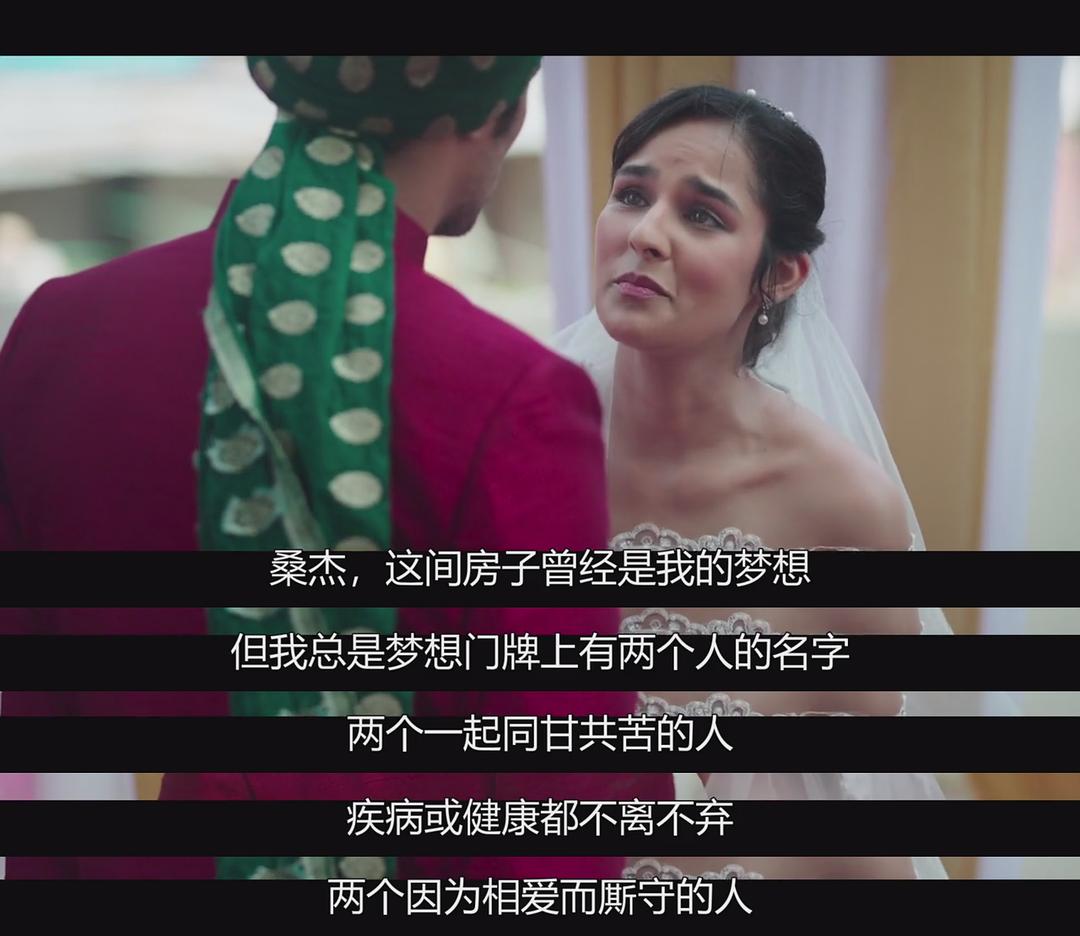 桑杰，这间房子曾经是我的梦想
但我总是梦想门牌上有两个人的名字
两个一起同甘共苦的人
疾病或健康都不离不弃
两个因为相爱而厮守的人